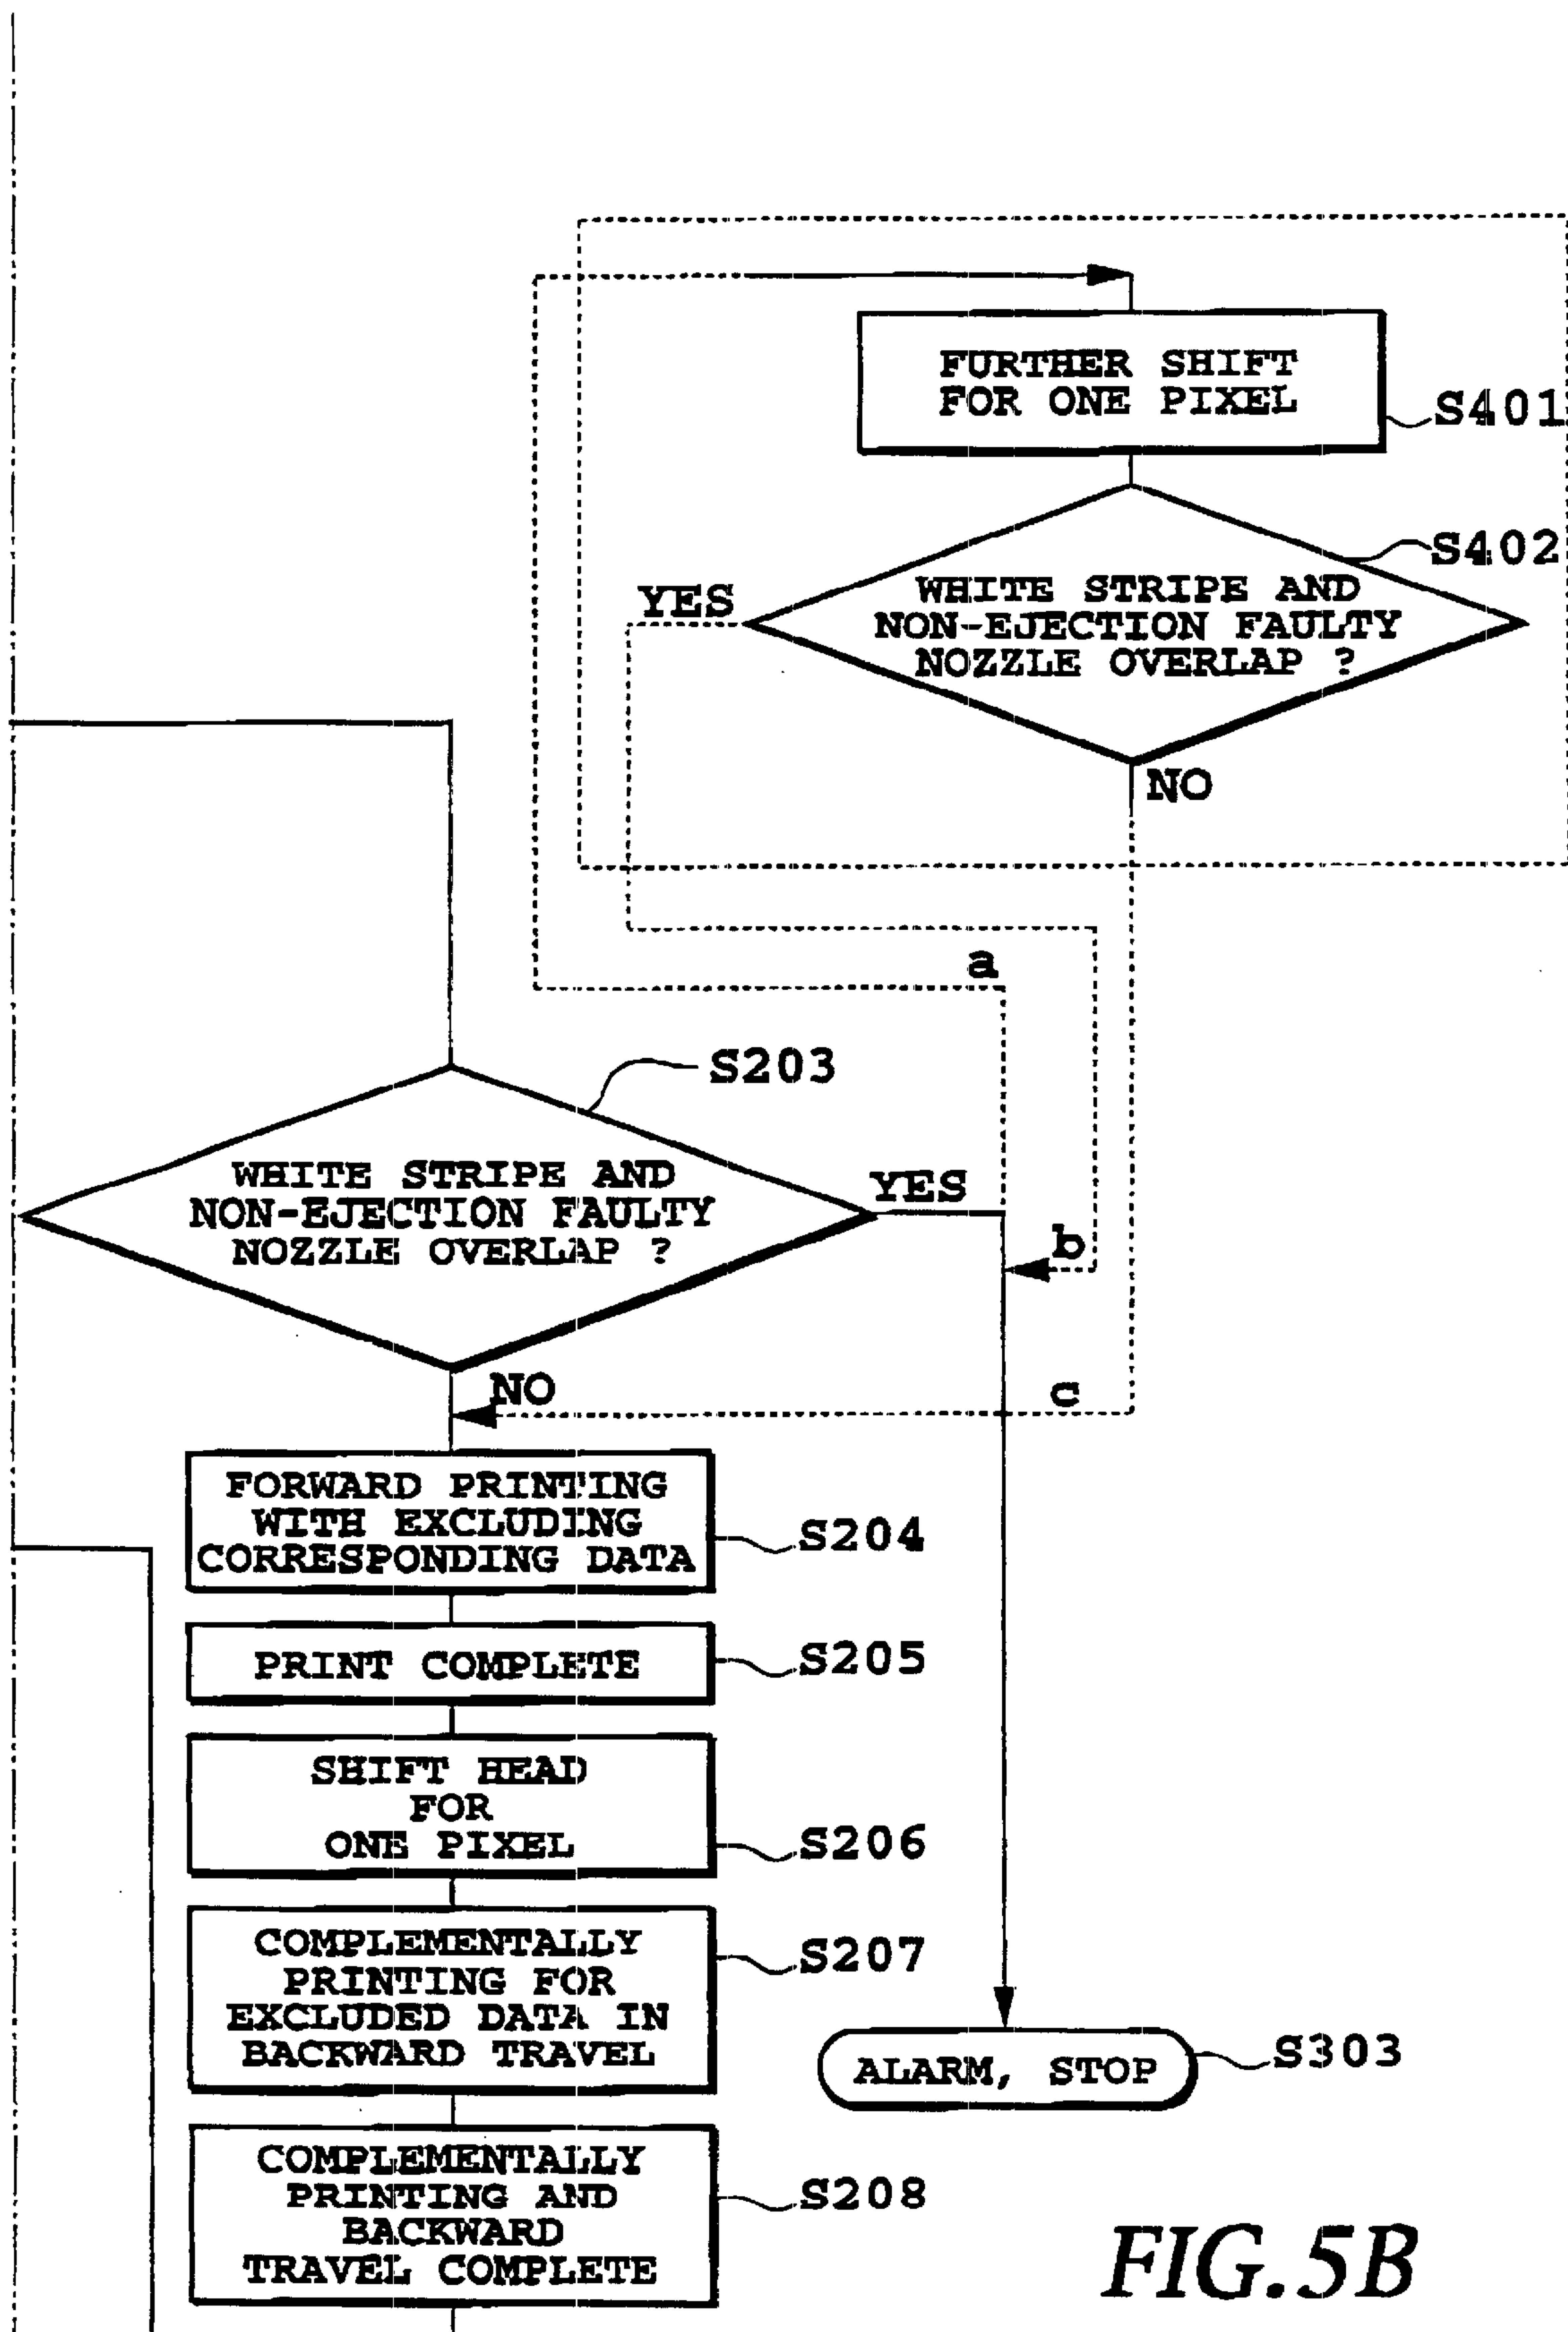 FURTHER SHIFT
FOR ONE PIXEL
S401
S402
YES
WHITE STRIPE AND
NON-EJECTION FAULTY
NOZZLE OVERLAP ?
NO
a
S203
WHITE STRIPE AND
NON-EJECTION FAULTY
NOZZLE OVERLAP ?
YES
b
NO
c
FORWARD PRINTING
WITH EXCLUDING
CORRESPONDING DATA
S204
PRINT COMPLETE
S205
SHIFT HEAD
FOR
ONE PIXEL
S206
COMPLEMENTALLY
PRINTING FOR
EXCLUDED DATA IN
BACKWARD TRAVEL
S207
ALARM, STOP
S303
COMPLEMENTALLY
PRINTING AND
BACKWARD
TRAVEL COMPLETE
S208
FIG.5B